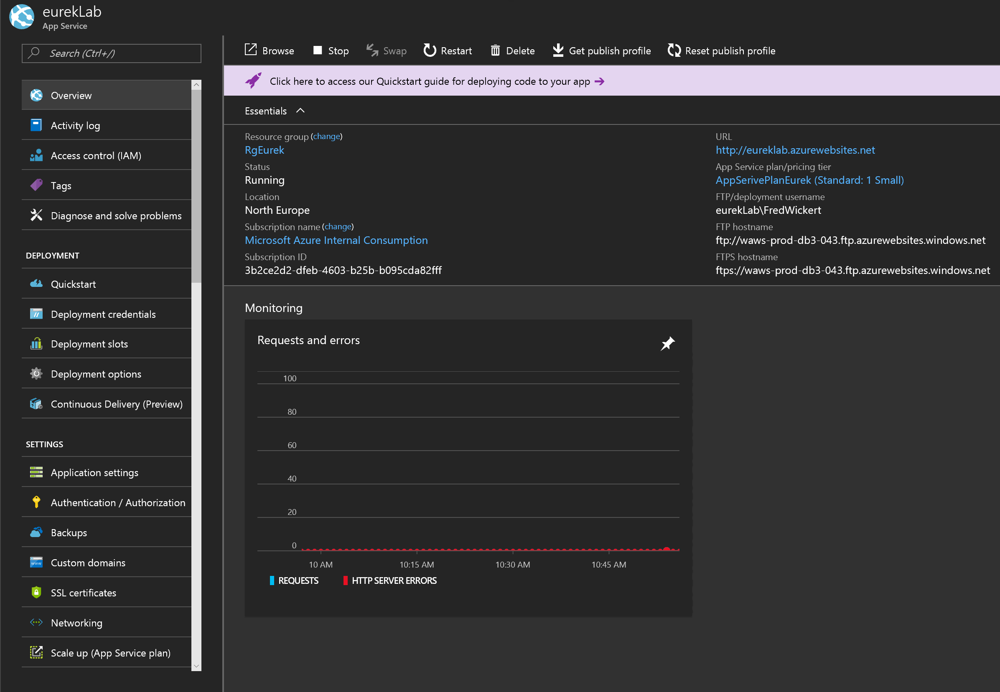 eurekLab
App Service
Search (Ctrl+/)
Overview
Activity log
Access control (IAM)
Tags
Diagnose and solve problems
DEPLOYMENT
Quickstart
Deployment credentials
Deployment slots
Deployment options
Continuous Delivery (Preview)
SETTINGS
Application settings
Authentication / Authorization
Backups
Custom domains
www
SSL certificates
Networking
Scale up (App Service plan)
Browse
Stop
Swap
Restart
Delete
Get publish profile
Reset publish profile
Click here to access our Quickstart guide for deploying code to your app
Essentials
Resource group (change)
RgEurek
Status
Running
Location
North Europe
Subscription name (change)
Microsoft Azure Internal Consumption
Subscription ID
3b2ce2d2-dfeb-4603-b25b-b095cda82fff
URL
http://eureklab.azurewebsites.net
App Service plan/pricing tier
AppSerivePlanEurek (Standard: 1 Small)
FTP/deployment username
eurekLab\FredWickert
FTP hostname
ftp://waws-prod-db3-043.ftp.azurewebsites.windows.net
FTPS hostname
ftps://waws-prod-db3-043.ftp.azurewebsites.windows.net
Monitoring
Requests and errors
100
80
60
40
20
0
10 AM
10:15 AM
10:30 AM
10:45 AM
REQUESTS
HTTP SERVER ERRORS